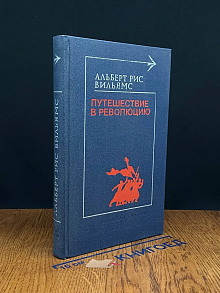 АЛЬБЕРТ РИС
ВИЛЬЯМС
ПУТЕШЕСТВИЕ
В РЕВОЛЮЦИЮ
АЛЬБЕРТ РИС ВИЛЬЯМС